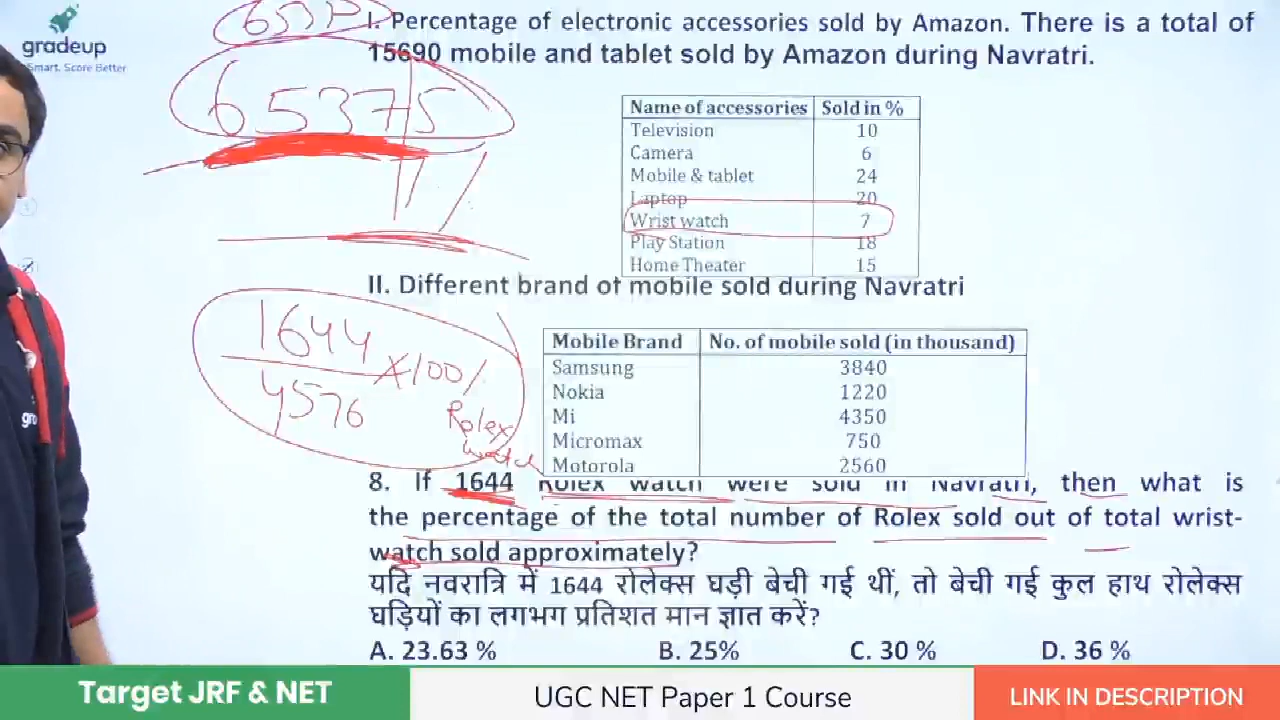 gradeup
Smart. Score Better
I. Percentage of electronic accessories sold by Amazon. There is a total of
15690 mobile and tablet sold by Amazon during Navratri.
65375
Name of accessories Sold in %
Television 10
Camera 6
Mobile & tablet 24
Laptop 20
Wrist watch 7
Play Station 18
Home Theater 15
II. Different brand of mobile sold during Navratri
1644
4576
×100%
Rolex
watch
Mobile Brand No. of mobile sold (in thousand)
Samsung 3840
Nokia 1220
Mi 4350
Micromax 750
Motorola 2560
8. If 1644 Rolex watch were sold in Navratri, then what is
the percentage of the total number of Rolex sold out of total wrist-
watch sold approximately?
यदि नवरात्रि में 1644 रोलेक्स घड़ी बेची गई थीं, तो बेची गई कुल हाथ रोलेक्स
घड़ियों का लगभग प्रतिशत मान ज्ञात करें?
A. 23.63 % B. 25% C. 30 % D. 36 %
Target JRF & NET UGC NET Paper 1 Course LINK IN DESCRIPTION